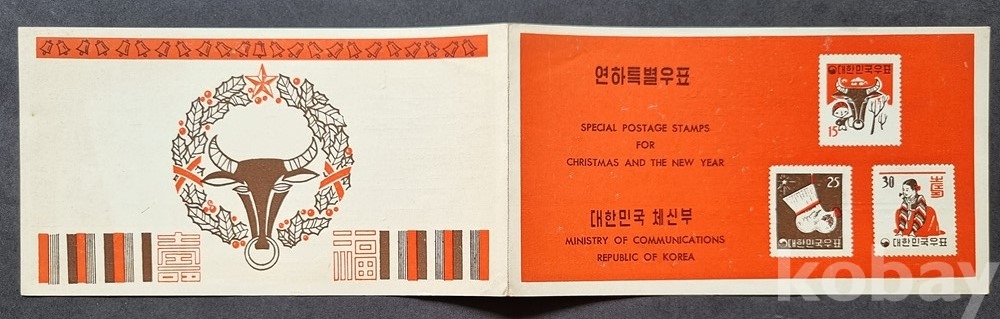 壽
福
연하특별우표
SPECIAL POSTAGE STAMPS
FOR
CHRISTMAS AND THE NEW YEAR
대한민국 체신부
MINISTRY OF COMMUNICATIONS
REPUBLIC OF KOREA
대한민국우표
15
25
대한민국우표
30
대한민국우표
kobay